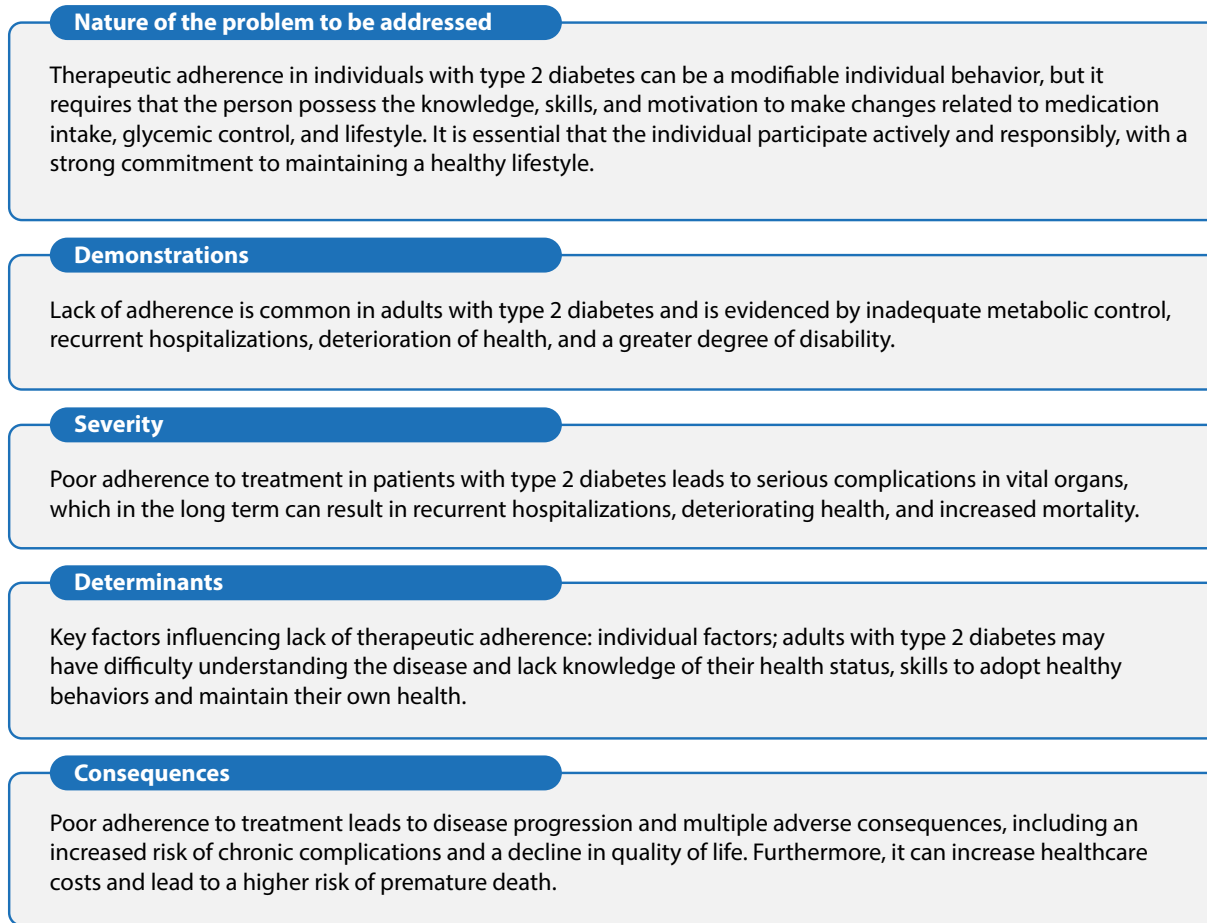 Nature of the problem to be addressed
Therapeutic adherence in individuals with type 2 diabetes can be a modifiable individual behavior, but it
requires that the person possess the knowledge, skills, and motivation to make changes related to medication
intake, glycemic control, and lifestyle. It is essential that the individual participate actively and responsibly, with a
strong commitment to maintaining a healthy lifestyle.
Demonstrations
Lack of adherence is common in adults with type 2 diabetes and is evidenced by inadequate metabolic control,
recurrent hospitalizations, deterioration of health, and a greater degree of disability.
Severity
Poor adherence to treatment in patients with type 2 diabetes leads to serious complications in vital organs,
which in the long term can result in recurrent hospitalizations, deteriorating health, and increased mortality.
Determinants
Key factors influencing lack of therapeutic adherence: individual factors; adults with type 2 diabetes may
have difficulty understanding the disease and lack knowledge of their health status, skills to adopt healthy
behaviors and maintain their own health.
Consequences
Poor adherence to treatment leads to disease progression and multiple adverse consequences, including an
increased risk of chronic complications and a decline in quality of life. Furthermore, it can increase healthcare
costs and lead to a higher risk of premature death.